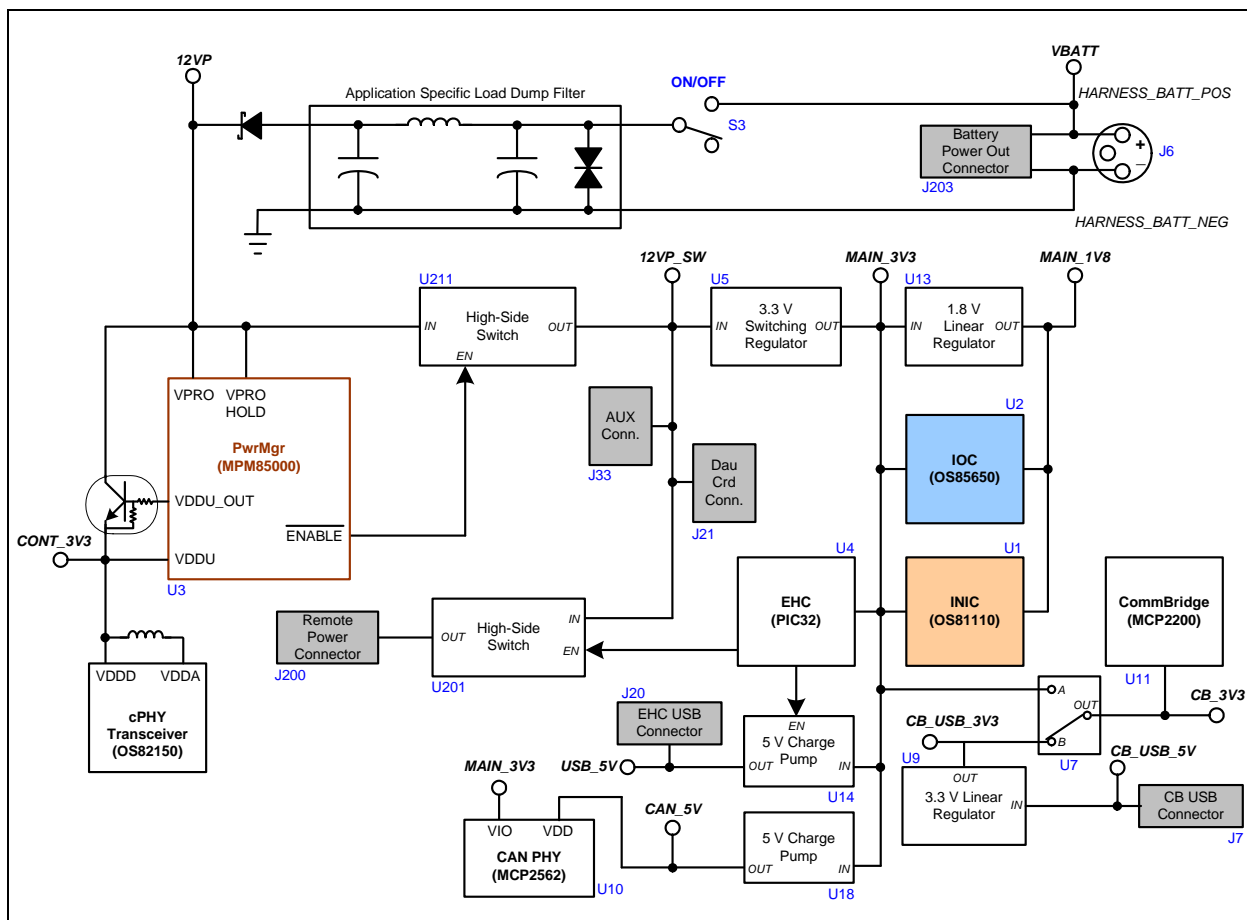 12VP
Application Specific Load Dump Filter
ON/OFF
S3
VBATT
HARNESS_BATT_POS
Battery
Power Out
Connector
J203
+
–
J6
HARNESS_BATT_NEG
U211
High-Side
Switch
IN
OUT
EN
12VP_SW
U5
3.3 V
Switching
Regulator
IN
OUT
MAIN_3V3
U13
1.8 V
Linear
Regulator
IN
OUT
MAIN_1V8
VPRO
VPRO
HOLD
PwrMgr
(MPM85000)
VDDU_OUT
ENABLE
VDDU
U3
CONT_3V3
AUX
Conn.
J33
Dau
Crd
Conn.
J21
U2
IOC
(OS85650)
U4
EHC
(PIC32)
U1
INIC
(OS81110)
CommBridge
(MCP2200)
U11
Remote
Power
Connector
J200
OUT
High-Side
Switch
IN
EN
U201
VDDD
VDDA
cPHY
Transceiver
(OS82150)
J20
EHC USB
Connector
USB_5V
EN
5 V Charge
Pump
OUT
IN
U14
A
OUT
B
U7
CB_3V3
CB_USB_3V3
U9
OUT
3.3 V Linear
Regulator
IN
CB_USB_5V
CB USB
Connector
J7
MAIN_3V3
VIO
VDD
CAN PHY
(MCP2562)
U10
CAN_5V
5 V Charge
Pump
OUT
IN
U18